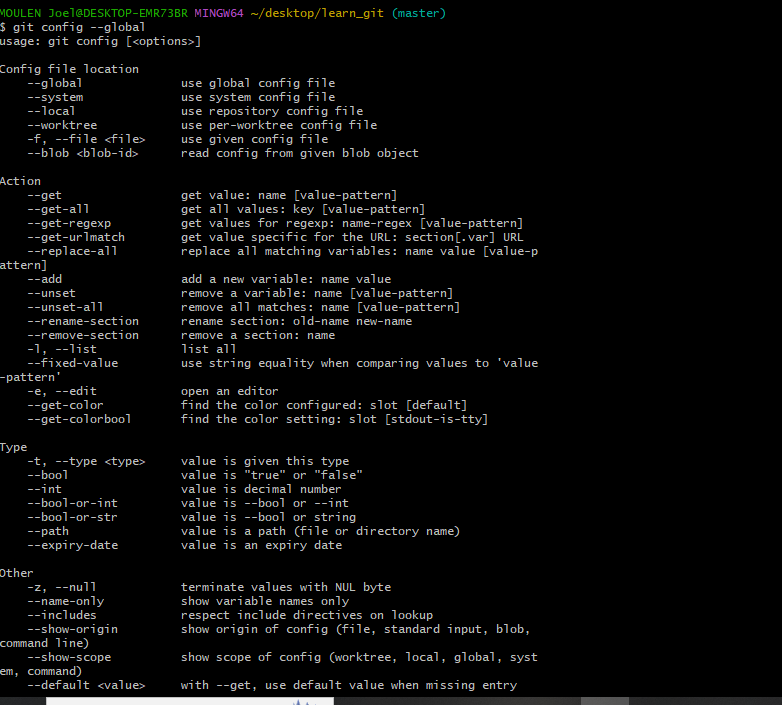 MOULEN Joel@DESKTOP-EMR73BR MINGW64 ~/desktop/learn_git (master)
$ git config --global
usage: git config [<options>]
Config file location
--global use global config file
--system use system config file
--local use repository config file
--worktree use per-worktree config file
-f, --file <file> use given config file
--blob <blob-id> read config from given blob object
Action
--get get value: name [value-pattern]
--get-all get all values: key [value-pattern]
--get-regexp get values for regexp: name-regex [value-pattern]
--get-urlmatch get value specific for the URL: section[.var] URL
--replace-all replace all matching variables: name value [value-p
attern]
--add add a new variable: name value
--unset remove a variable: name [value-pattern]
--unset-all remove all matches: name [value-pattern]
--rename-section rename section: old-name new-name
--remove-section remove a section: name
-l, --list list all
--fixed-value use string equality when comparing values to 'value
-pattern'
-e, --edit open an editor
--get-color find the color configured: slot [default]
--get-colorbool find the color setting: slot [stdout-is-tty]
Type
-t, --type <type> value is given this type
--bool value is "true" or "false"
--int value is decimal number
--bool-or-int value is --bool or --int
--bool-or-str value is --bool or string
--path value is a path (file or directory name)
--expiry-date value is an expiry date
Other
-z, --null terminate values with NUL byte
--name-only show variable names only
--includes respect include directives on lookup
--show-origin show origin of config (file, standard input, blob,
command line)
--show-scope show scope of config (worktree, local, global, syst
em, command)
--default <value> with --get, use default value when missing entry